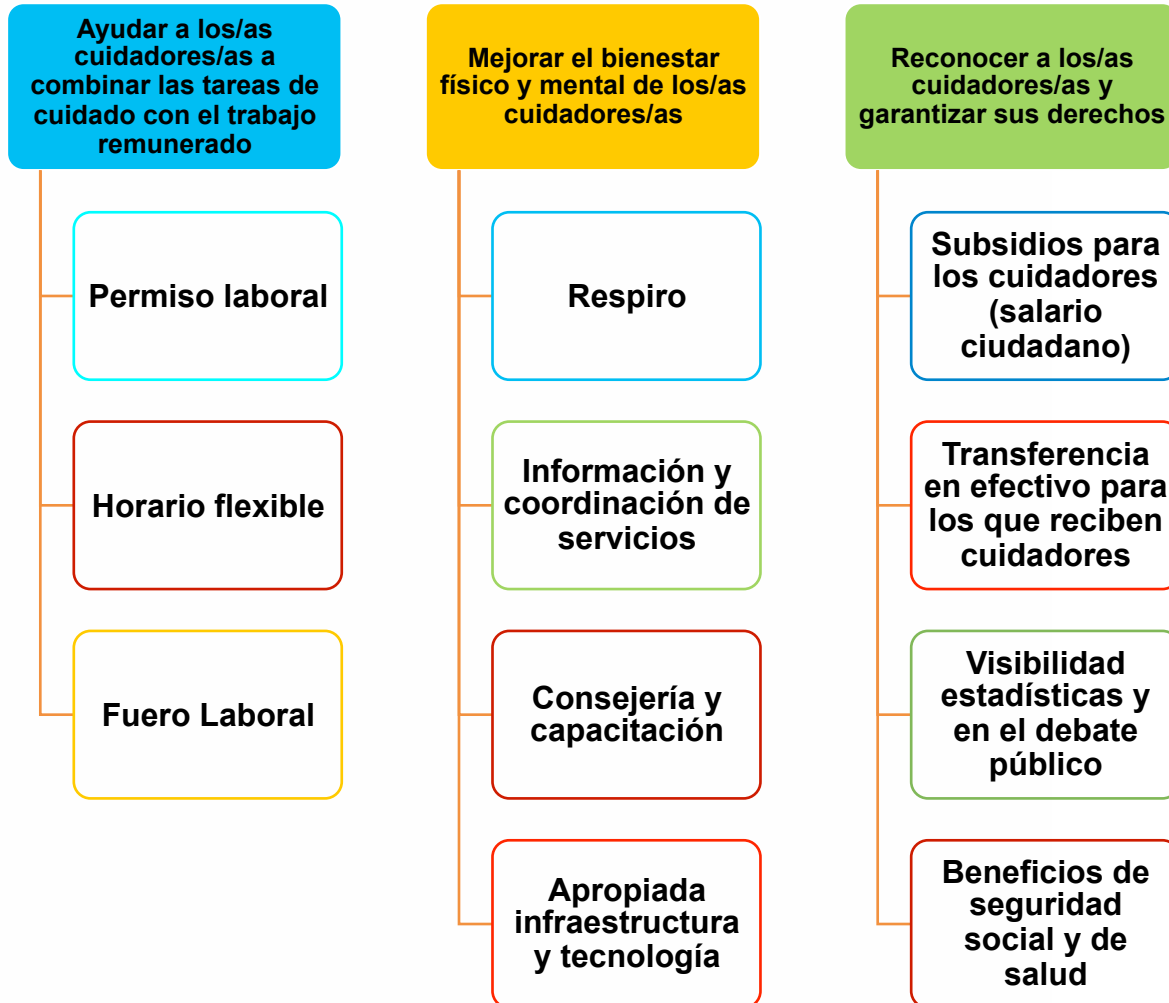 Ayudar a los/as
cuidadores/as a
combinar las tareas de
cuidado con el trabajo
remunerado
Permiso laboral
Horario flexible
Fuero Laboral
Mejorar el bienestar
físico y mental de los/as
cuidadores/as
Respiro
Información y
coordinación de
servicios
Consejería y
capacitación
Apropiada
infraestructura
y tecnología
Reconocer a los/as
cuidadores/as y
garantizar sus derechos
Subsidios para
los cuidadores
(salario
ciudadano)
Transferencia
en efectivo para
los que reciben
cuidadores
Visibilidad
estadísticas y
en el debate
público
Beneficios de
seguridad
social y de
salud